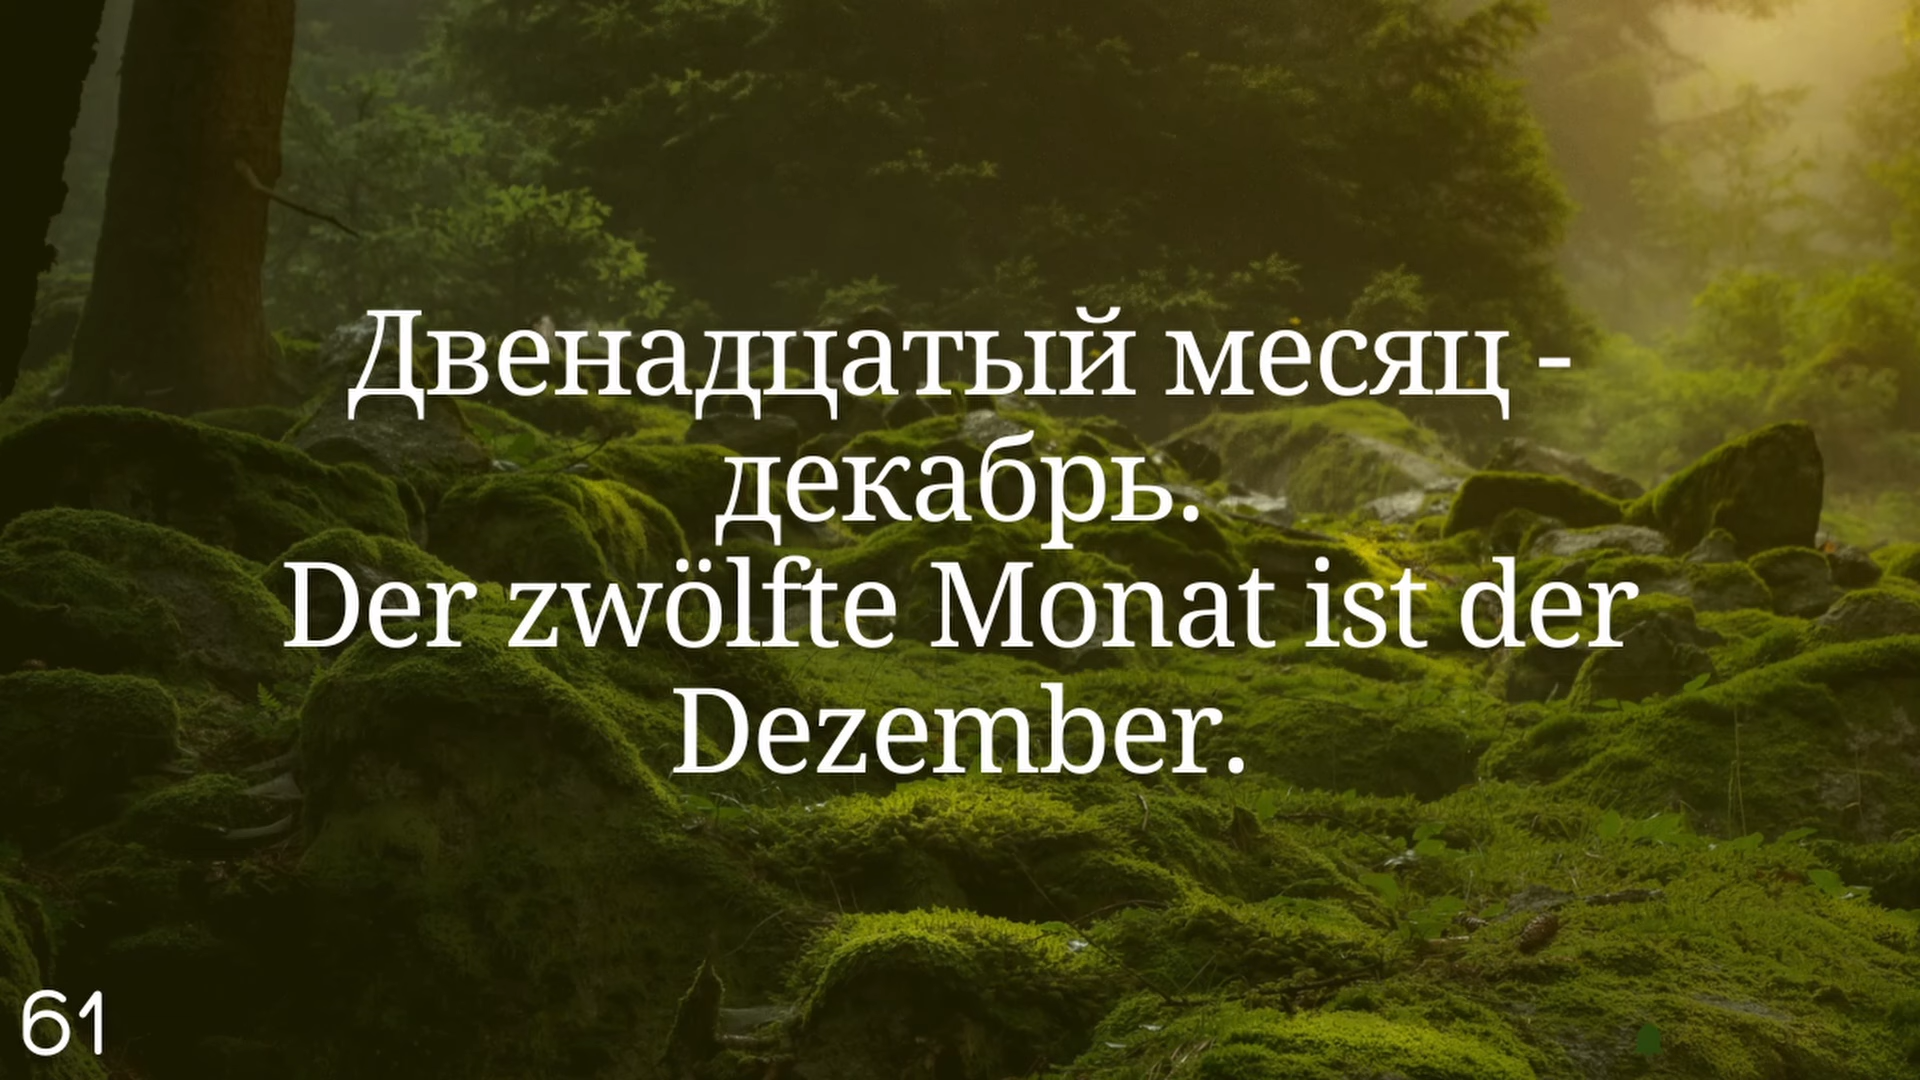 Двенадцатый месяц -
декабрь.
Der zwölfte Monat ist der
Dezember.
61